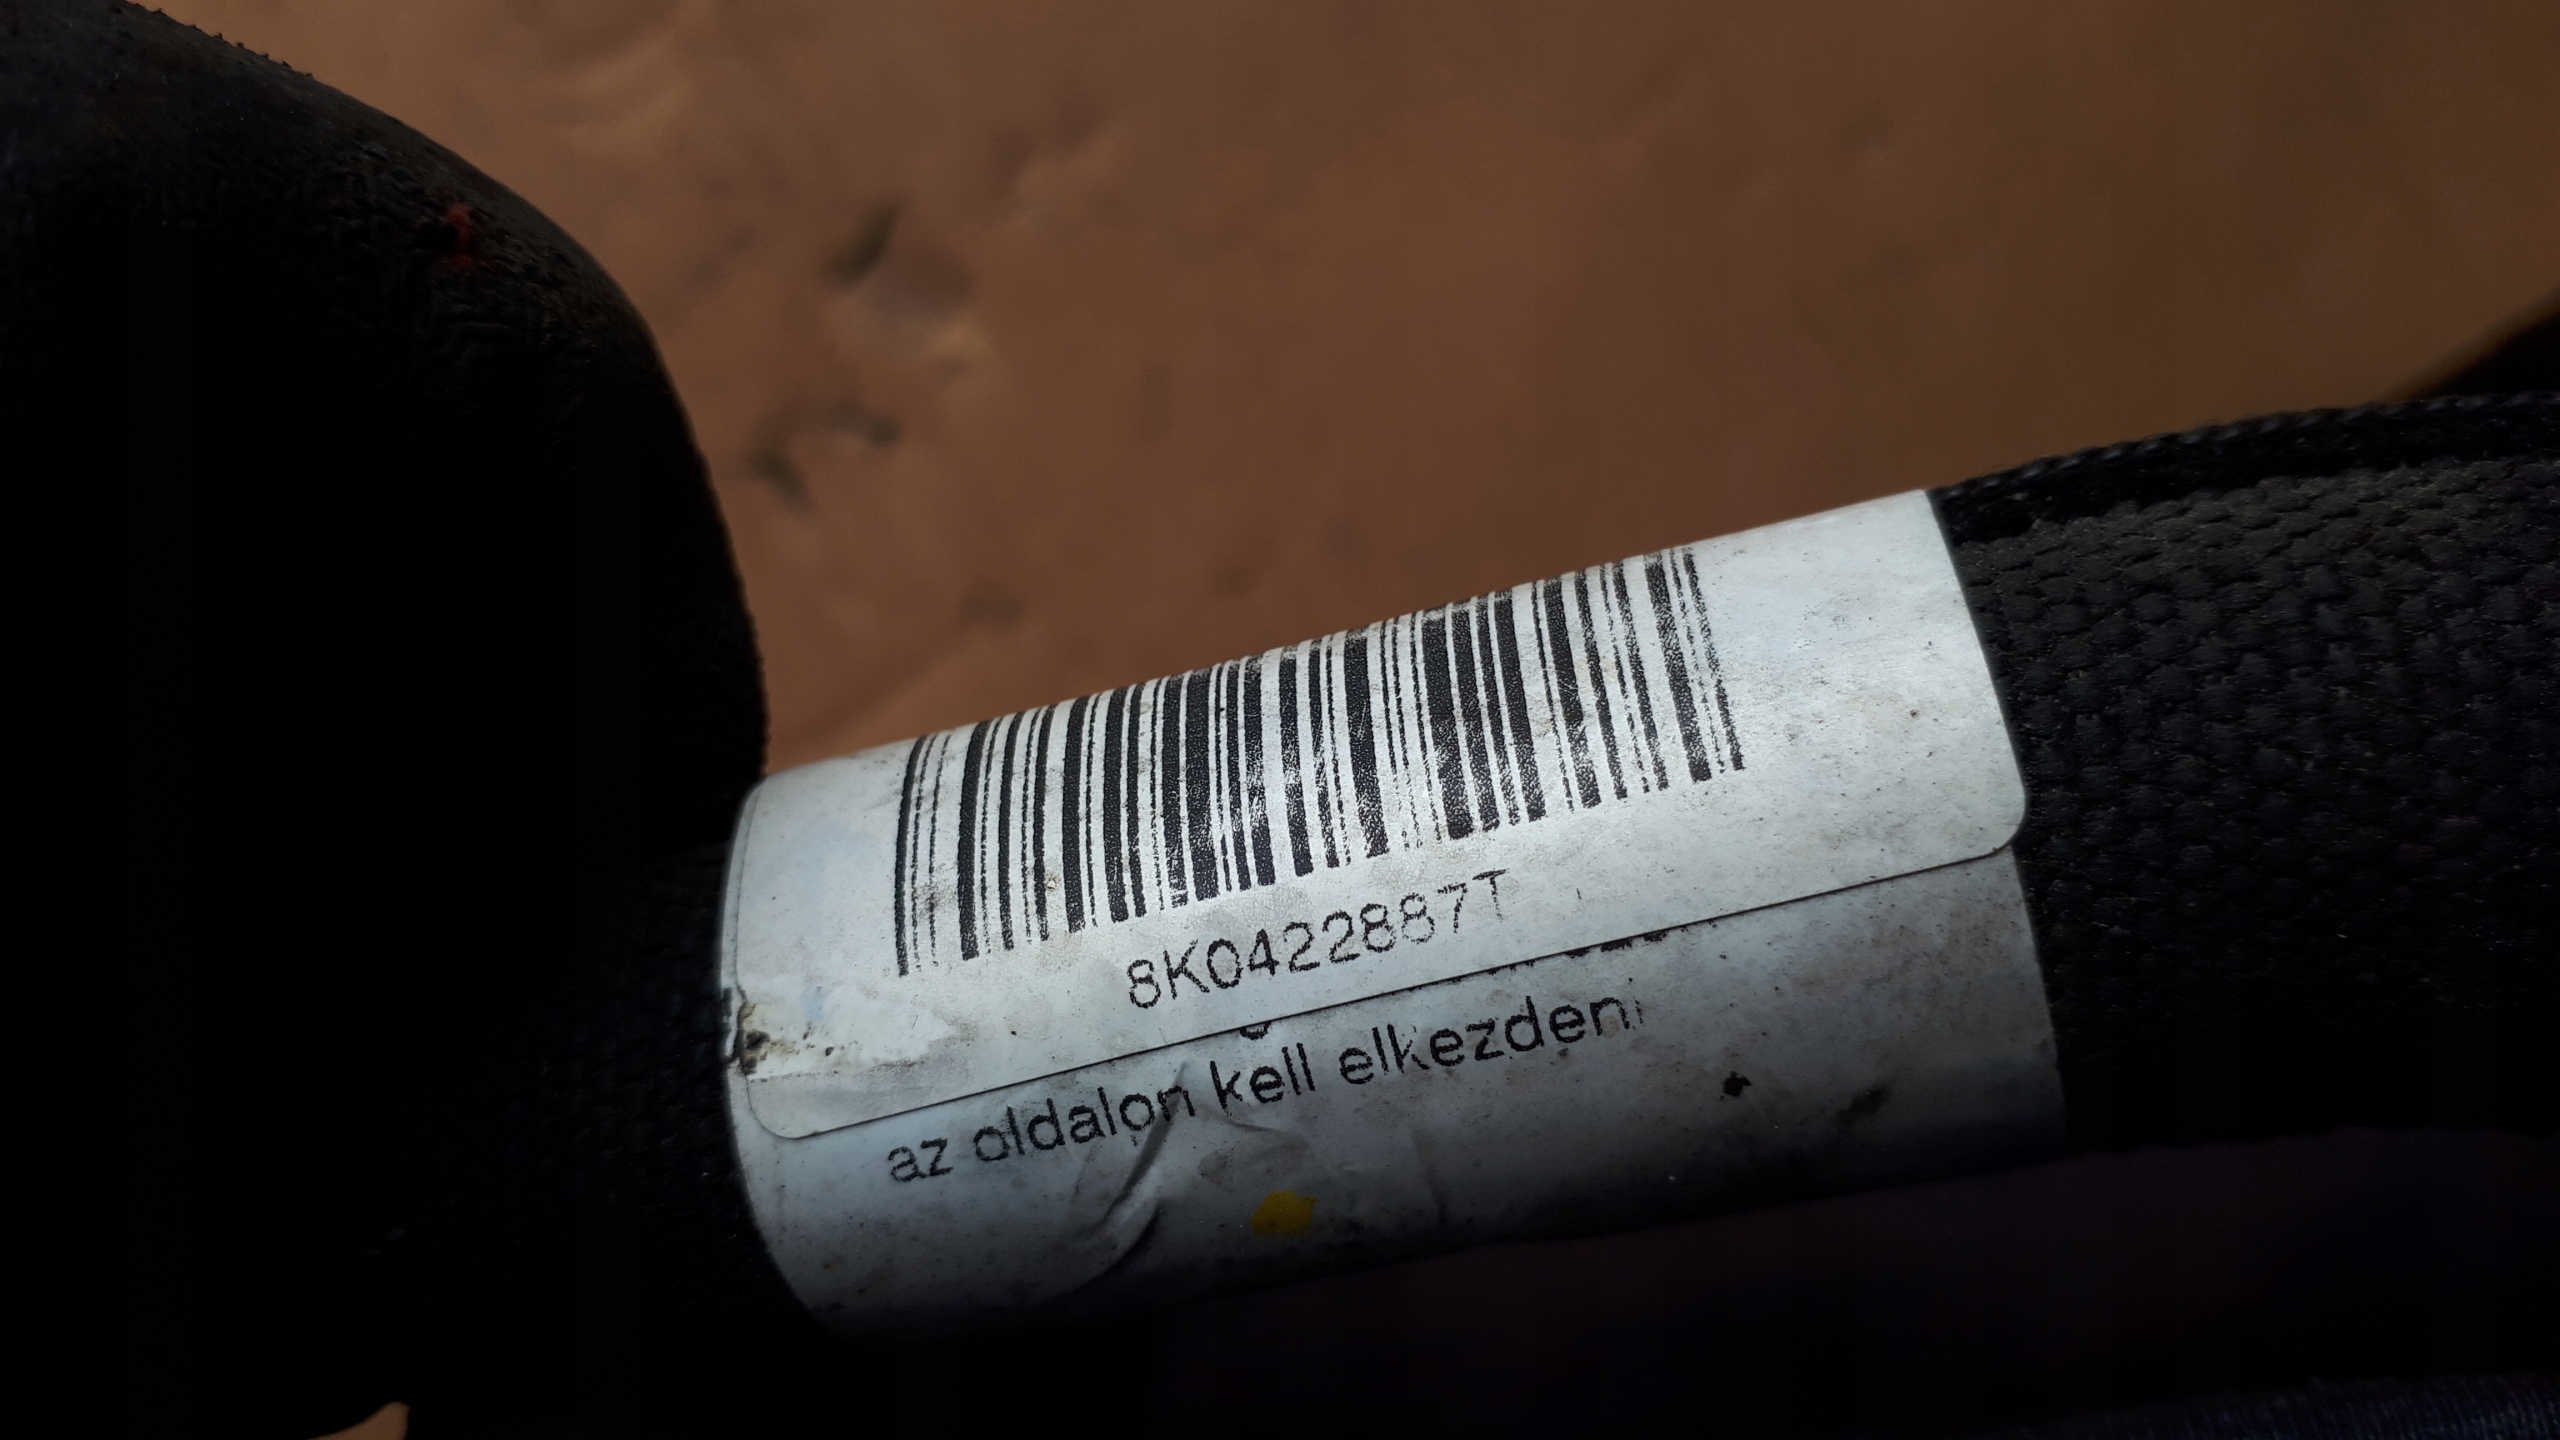 8K0422887T
az oldalon kell elkezdeni